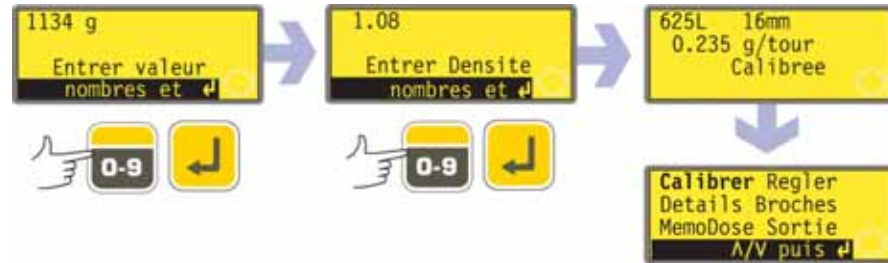 1134 g
Entrer valeur
nombres et ↵
0-9
1.08
Entrer Densite
nombres et ↵
0-9
625L 16mm
0.235 g/tour
Calibree
Calibrer Regler
Details Broches
MemoDose Sortie
Λ/V puis ↵